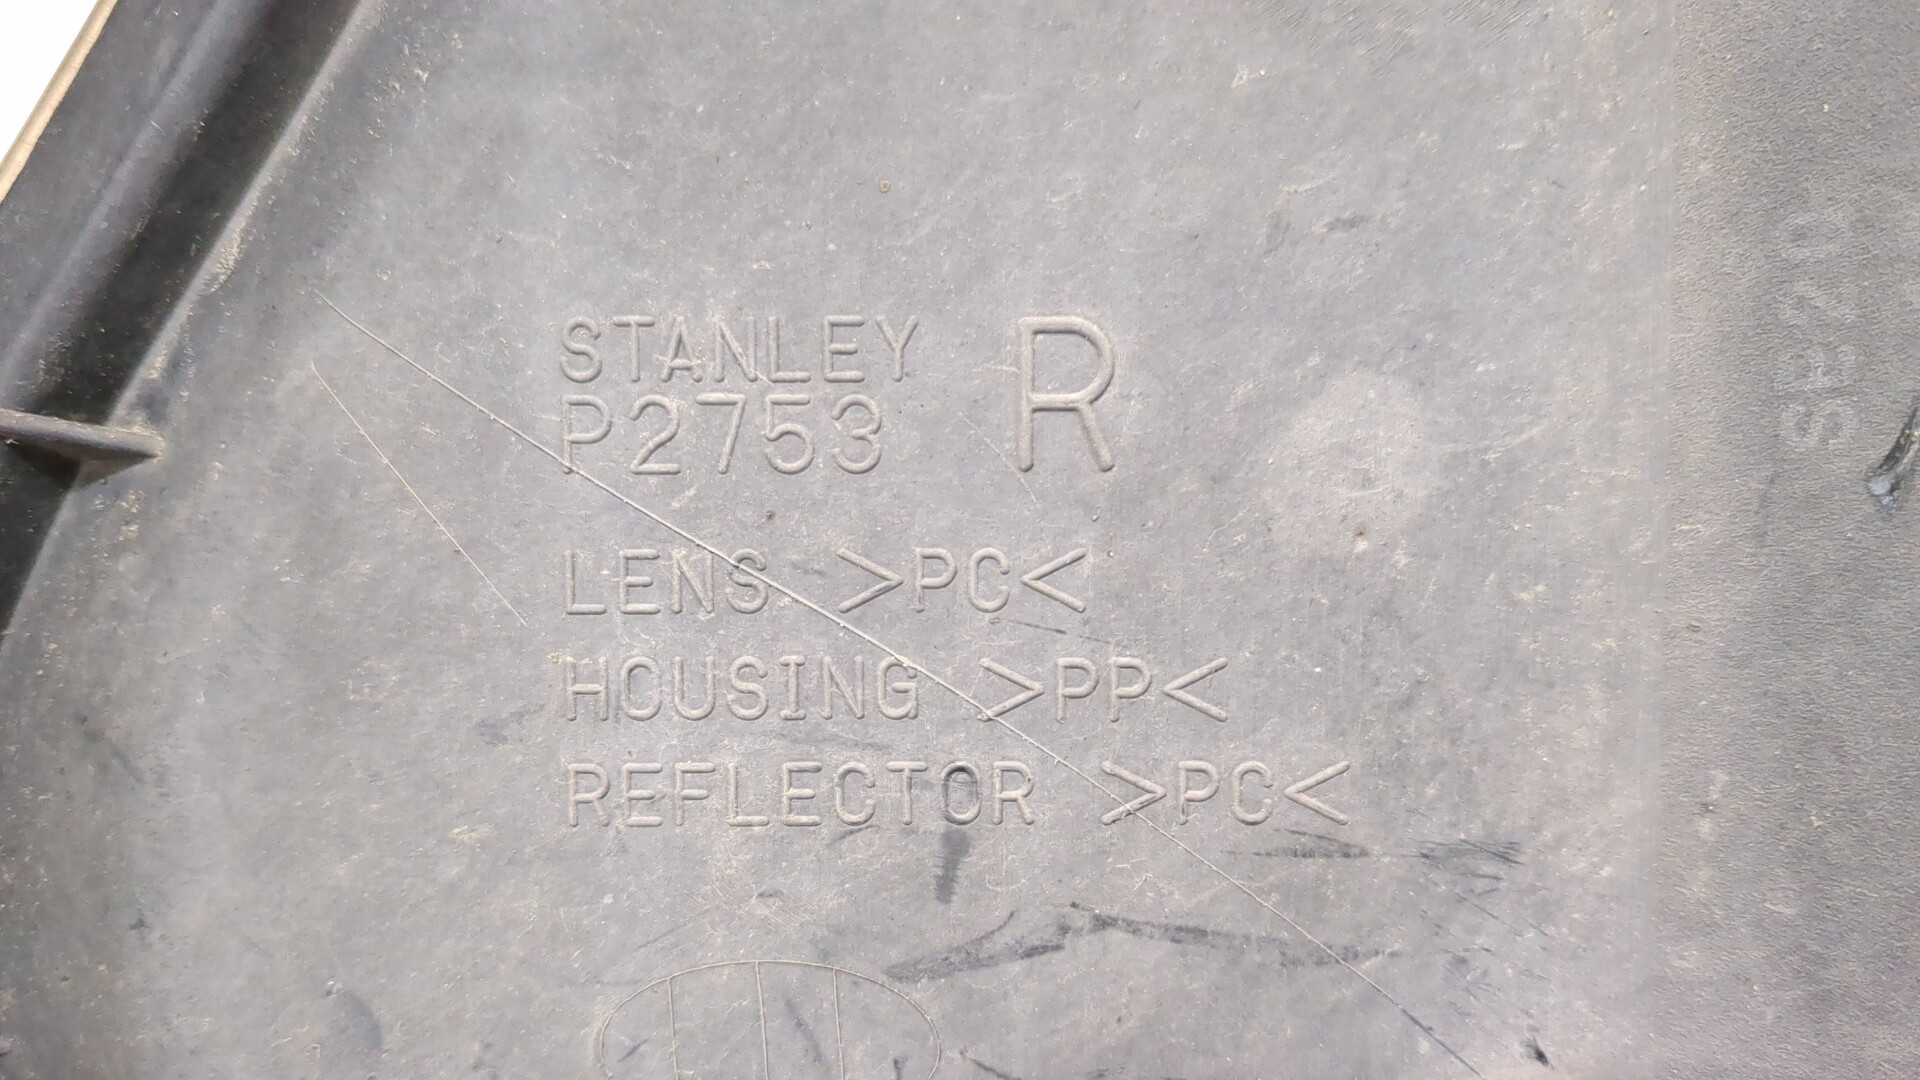 STANLEY R
P2753
LENS >PC<
HOUSING >PP<
REFLECTOR >PC<